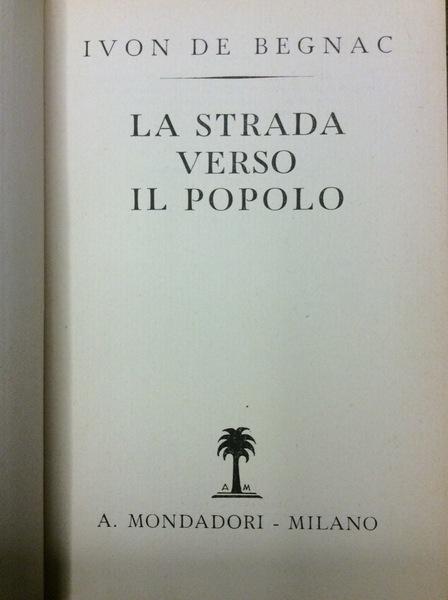 IVON DE BEGNAC
LA STRADA
VERSO
IL POPOLO
A M
A. MONDADORI - MILANO